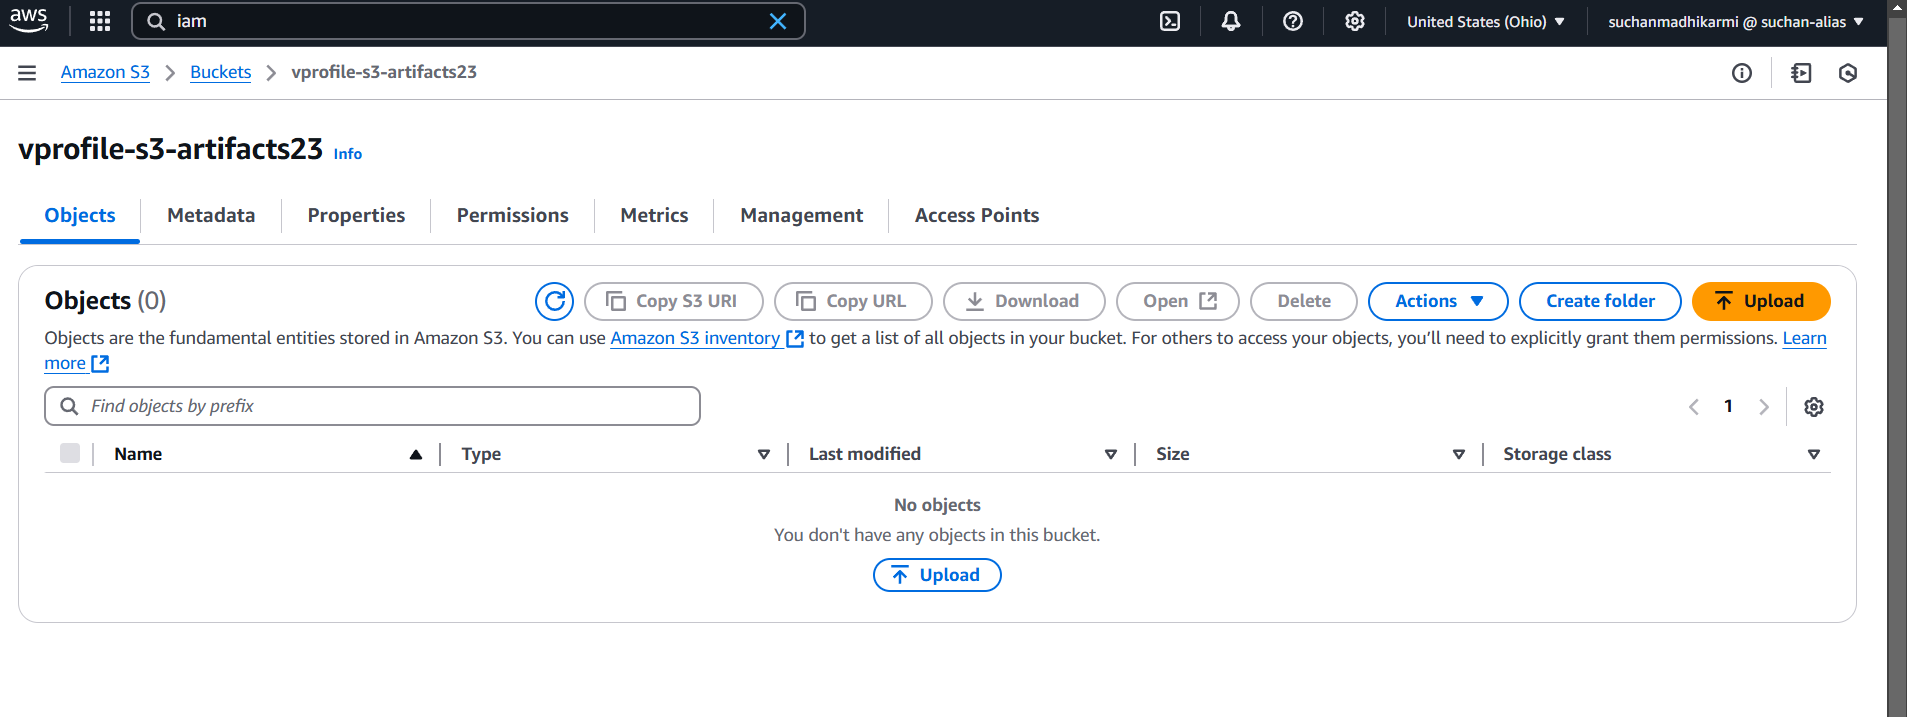 aws iam United States (Ohio) suchanmadhikarmi @ suchan-alias
Amazon S3 Buckets vprofile-s3-artifacts23
vprofile-s3-artifacts23 Info
Objects Metadata Properties Permissions Metrics Management Access Points
Objects (0) Copy S3 URI Copy URL Download Open Delete Actions Create folder Upload
Objects are the fundamental entities stored in Amazon S3. You can use Amazon S3 inventory to get a list of all objects in your bucket. For others to access your objects, you’ll need to explicitly grant them permissions. Learn
more
Find objects by prefix 1
Name Type Last modified Size Storage class
No objects
You don't have any objects in this bucket.
Upload